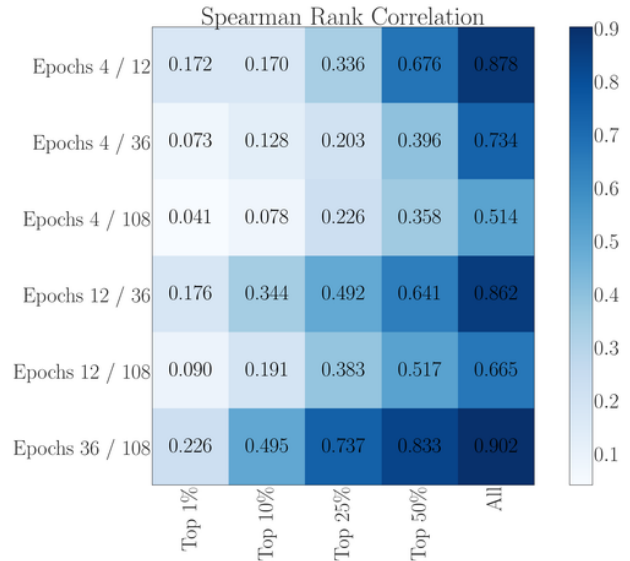 Spearman Rank Correlation
Epochs 4 / 12 0.172 0.170 0.336 0.676 0.878
Epochs 4 / 36 0.073 0.128 0.203 0.396 0.734
Epochs 4 / 108 0.041 0.078 0.226 0.358 0.514
Epochs 12 / 36 0.176 0.344 0.492 0.641 0.862
Epochs 12 / 108 0.090 0.191 0.383 0.517 0.665
Epochs 36 / 108 0.226 0.495 0.737 0.833 0.902
Top 1% Top 10% Top 25% Top 50% All
0.9
0.8
0.7
0.6
0.5
0.4
0.3
0.2
0.1